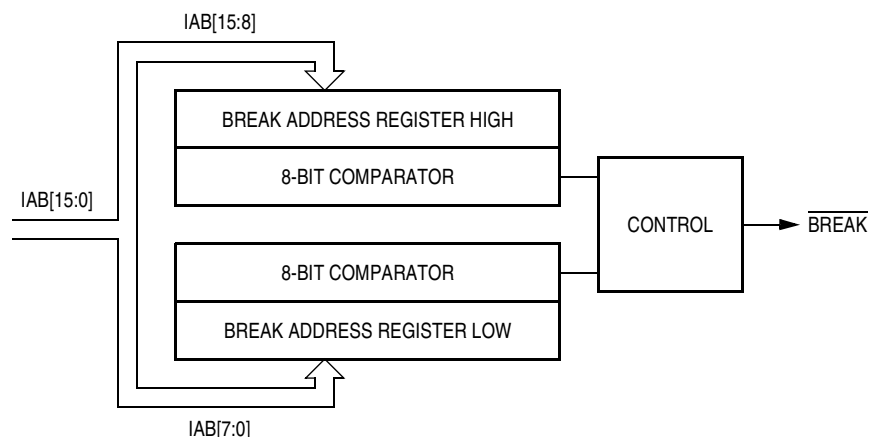 IAB[15:8]
BREAK ADDRESS REGISTER HIGH
8-BIT COMPARATOR
IAB[15:0]
CONTROL
BREAK
8-BIT COMPARATOR
BREAK ADDRESS REGISTER LOW
IAB[7:0]